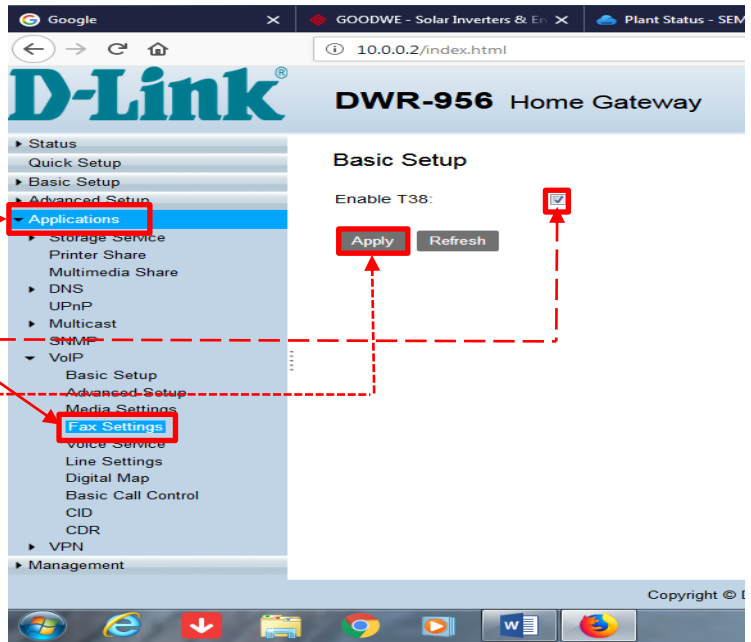 Google
GOODWE - Solar Inverters & En
Plant Status - SEM
10.0.0.2/index.html
D-Link®
DWR-956 Home Gateway
Status
Quick Setup
Basic Setup
Advanced Setup
Applications
Storage Service
Printer Share
Multimedia Share
DNS
UPnP
Multicast
SNMP
VoIP
Basic Setup
Advanced Setup
Media Settings
Fax Settings
Voice Service
Line Settings
Digital Map
Basic Call Control
CID
CDR
VPN
Management
Basic Setup
Enable T38:
Apply Refresh
Copyright © D